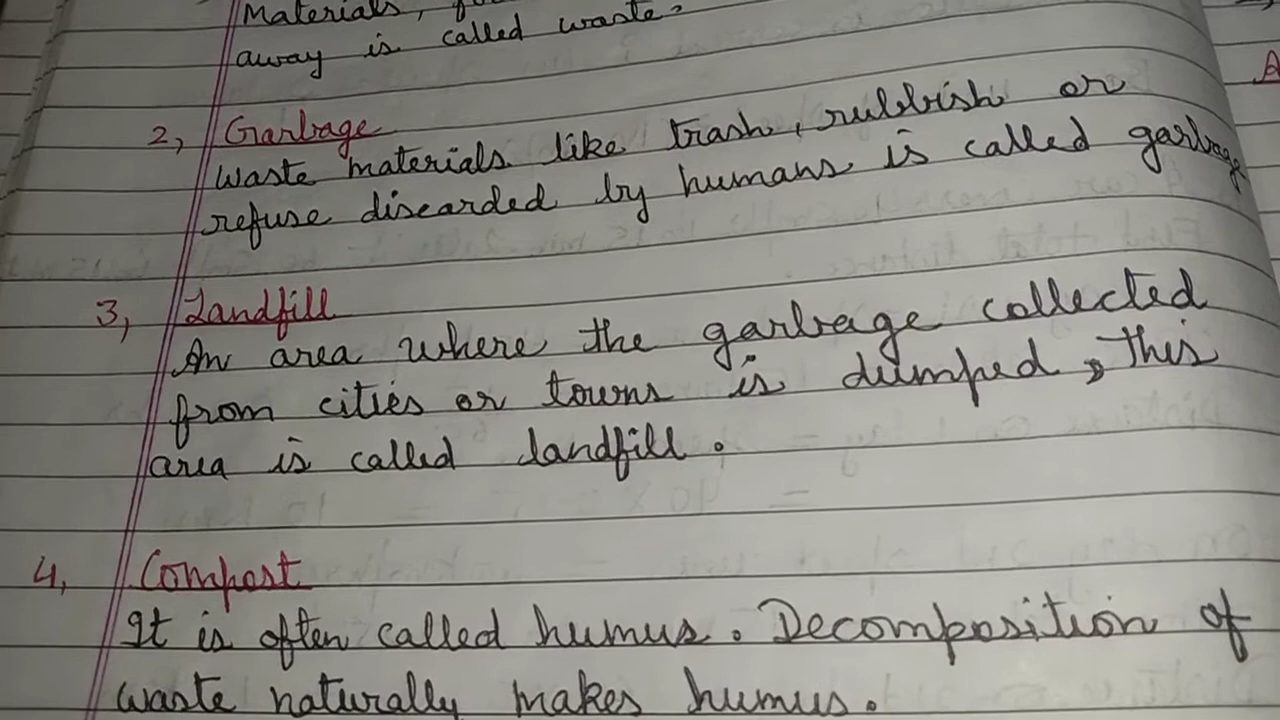 Materials,
away is called waste.
2, Garbage
Waste materials like trash, rubbish or
refuse discarded by humans is called garbage
3, Landfill
An area where the garbage collected
from cities or towns is dumped, this
area is called landfill.
4, Compost
It is often called humus. Decomposition of
waste naturally makes humus.